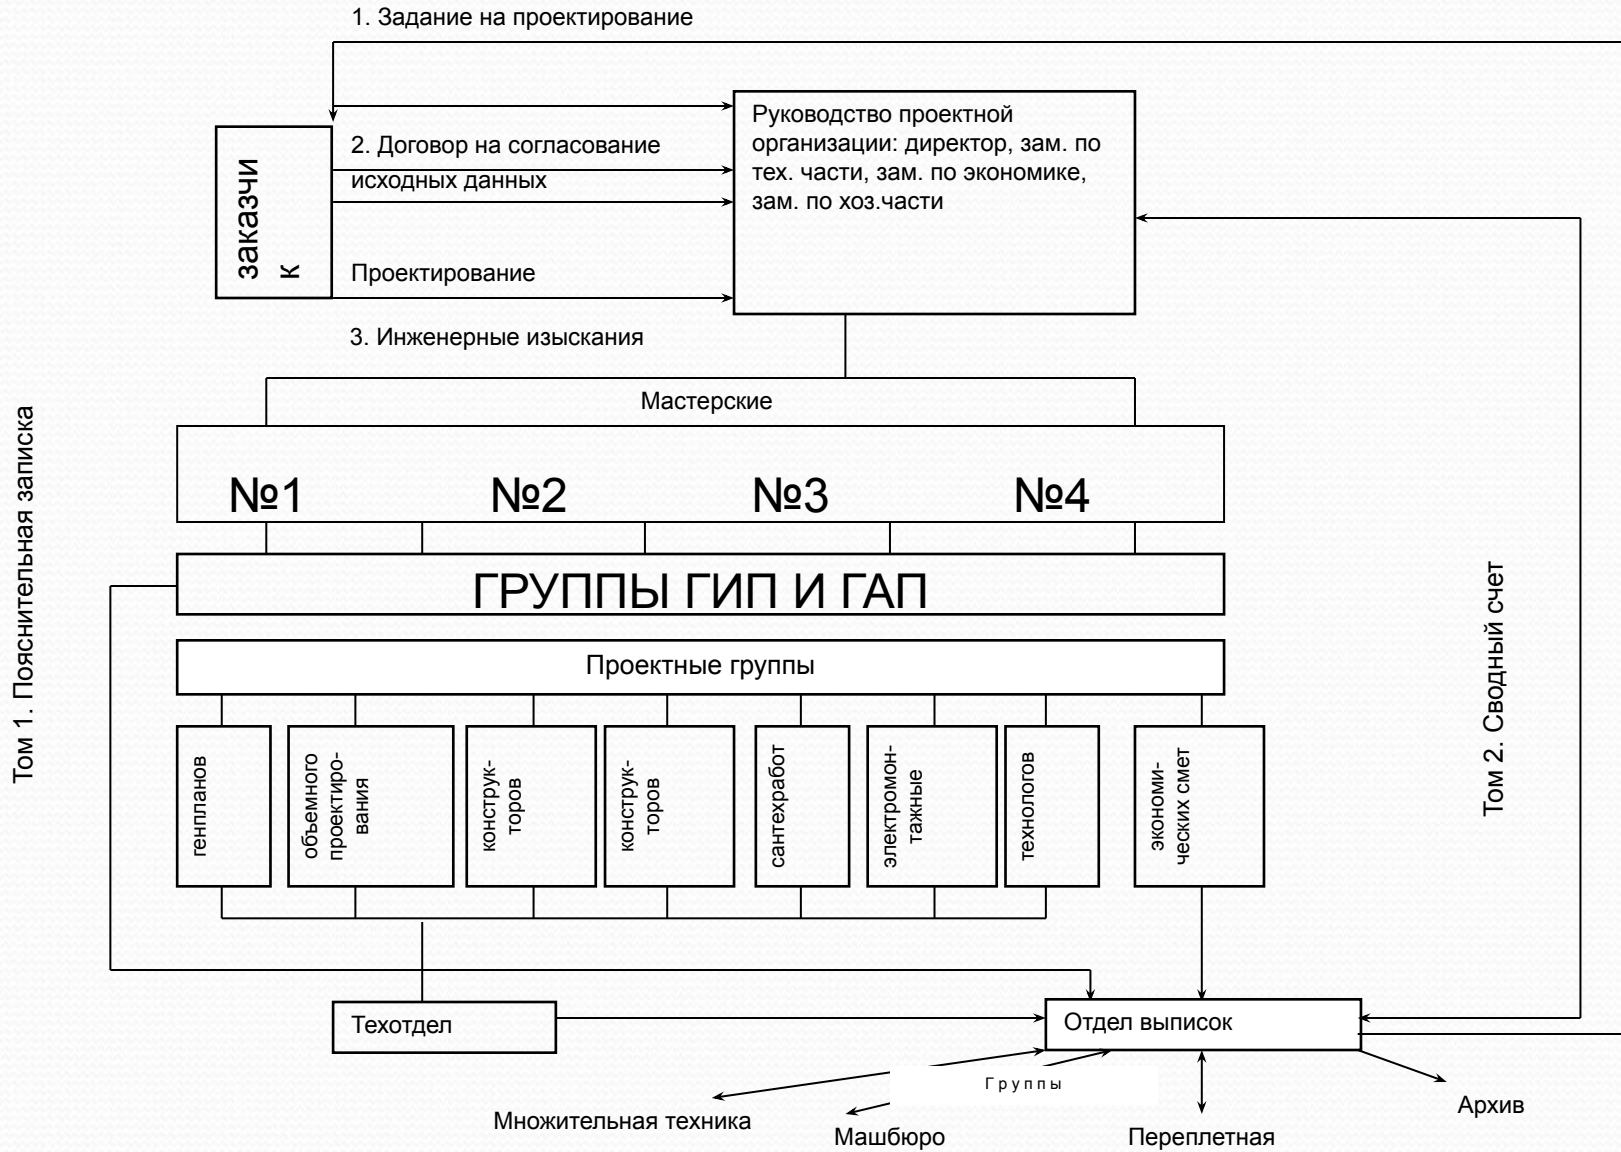 1. Задание на проектирование
Руководство проектной
организации: директор, зам. по
тех. части, зам. по экономике,
зам. по хоз.части
заказчи
к
2. Договор на согласование
исходных данных
Проектирование
3. Инженерные изыскания
Том 1. Пояснительная записка
Мастерские
№1 №2 №3 №4
ГРУППЫ ГИП И ГАП
Проектные группы
Том 2. Сводный счет
генпланов
объемного
проектиро-
вания
конструк-
торов
конструк-
торов
сантехработ
электромон-
тажные
технологов
экономи-
ческих смет
Техотдел
Отдел выписок
Группы
Множительная техника
Машбюро
Переплетная
Архив